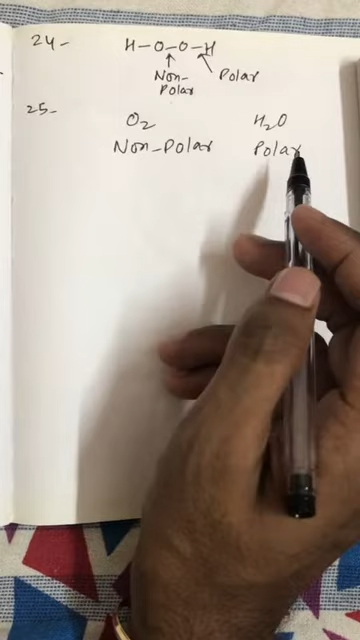 24- H-O-O-H
Non-Polar Polar
25-
O2 H2O
Non-Polar Polar